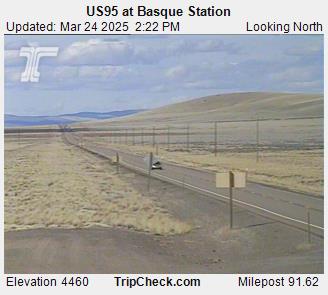 US95 at Basque Station
Updated: Mar 24 2025 2:22 PM Looking North
Elevation 4460 TripCheck.com Milepost 91.62